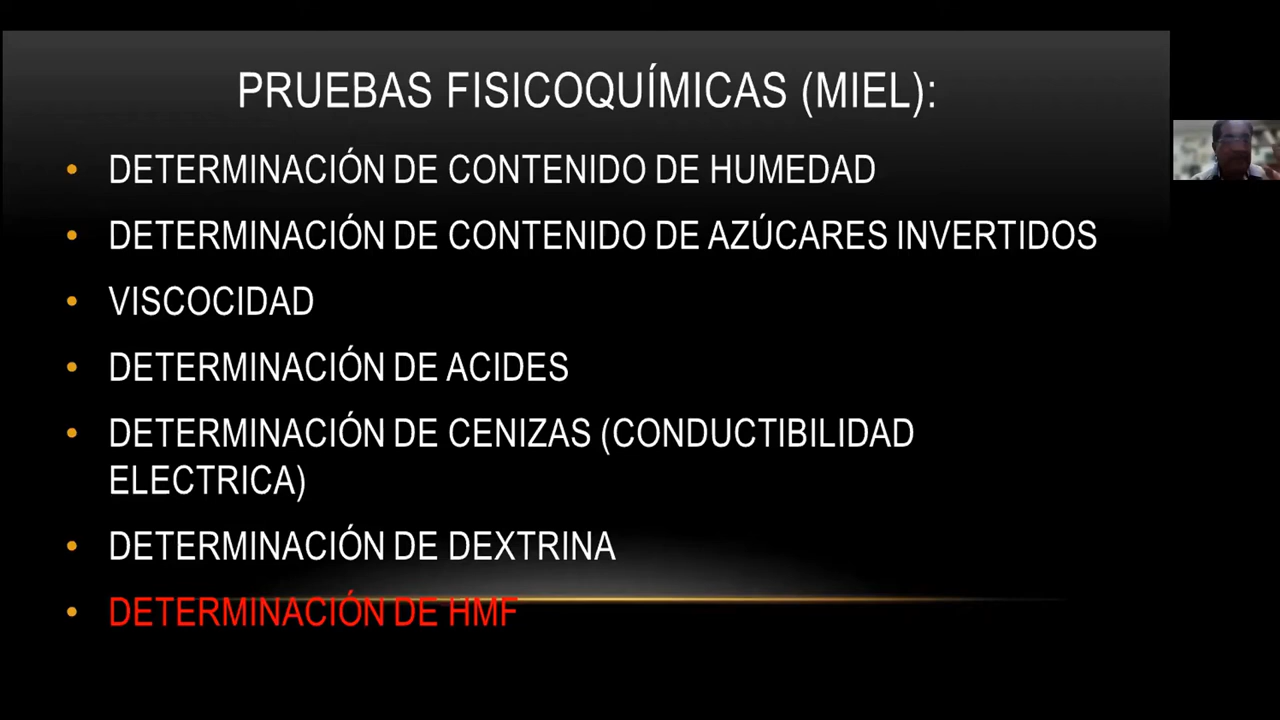 PRUEBAS FISICOQUÍMICAS (MIEL):
• DETERMINACIÓN DE CONTENIDO DE HUMEDAD
• DETERMINACIÓN DE CONTENIDO DE AZÚCARES INVERTIDOS
• VISCOCIDAD
• DETERMINACIÓN DE ACIDES
• DETERMINACIÓN DE CENIZAS (CONDUCTIBILIDAD
ELECTRICA)
• DETERMINACIÓN DE DEXTRINA
• DETERMINACIÓN DE HMF